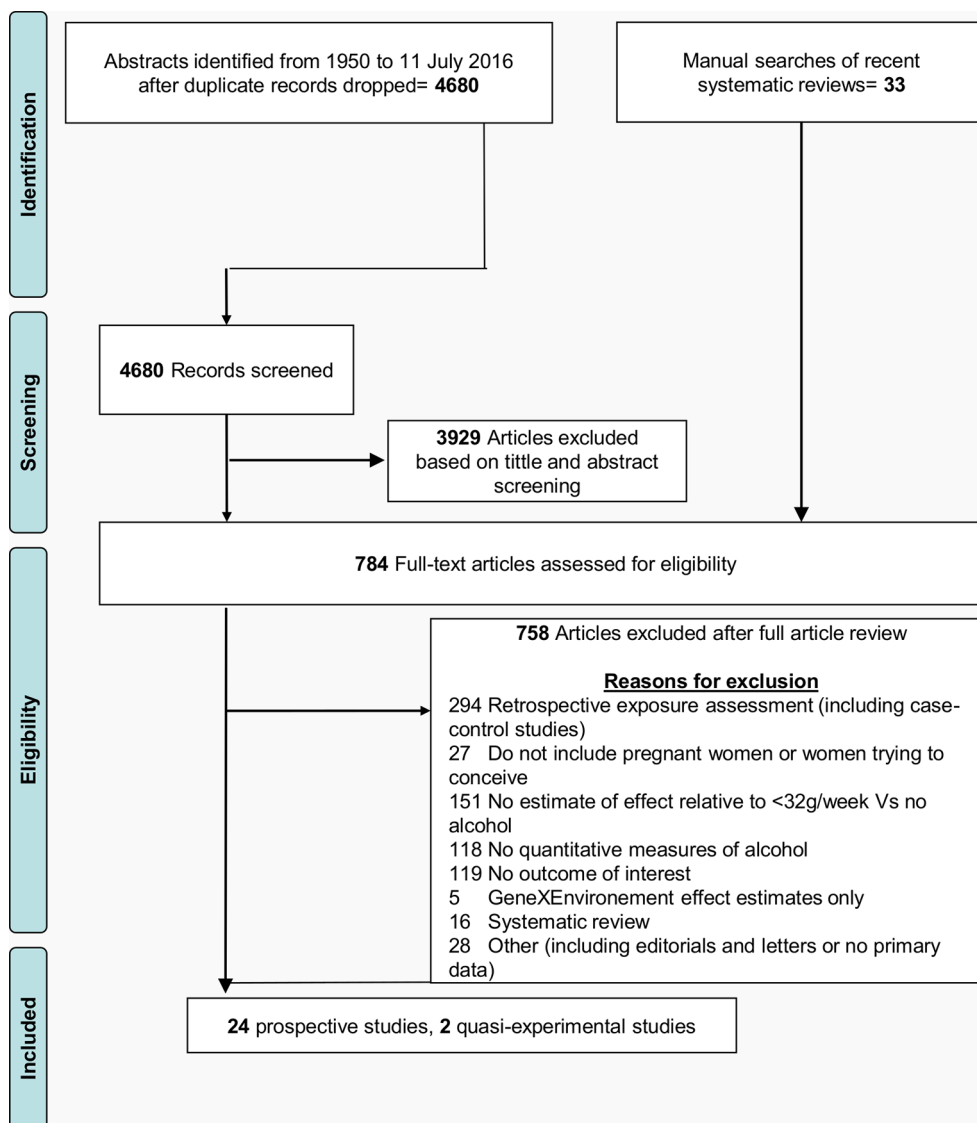 Identification
Abstracts identified from 1950 to 11 July 2016
after duplicate records dropped= 4680
Manual searches of recent
systematic reviews= 33
Screening
4680 Records screened
3929 Articles excluded
based on tittle and abstract
screening
Eligibility
784 Full-text articles assessed for eligibility
758 Articles excluded after full article review
Reasons for exclusion
294 Retrospective exposure assessment (including case-
control studies)
27 Do not include pregnant women or women trying to
conceive
151 No estimate of effect relative to <32g/week Vs no
alcohol
118 No quantitative measures of alcohol
119 No outcome of interest
5 GeneXEnvironement effect estimates only
16 Systematic review
28 Other (including editorials and letters or no primary
data)
Included
24 prospective studies, 2 quasi-experimental studies